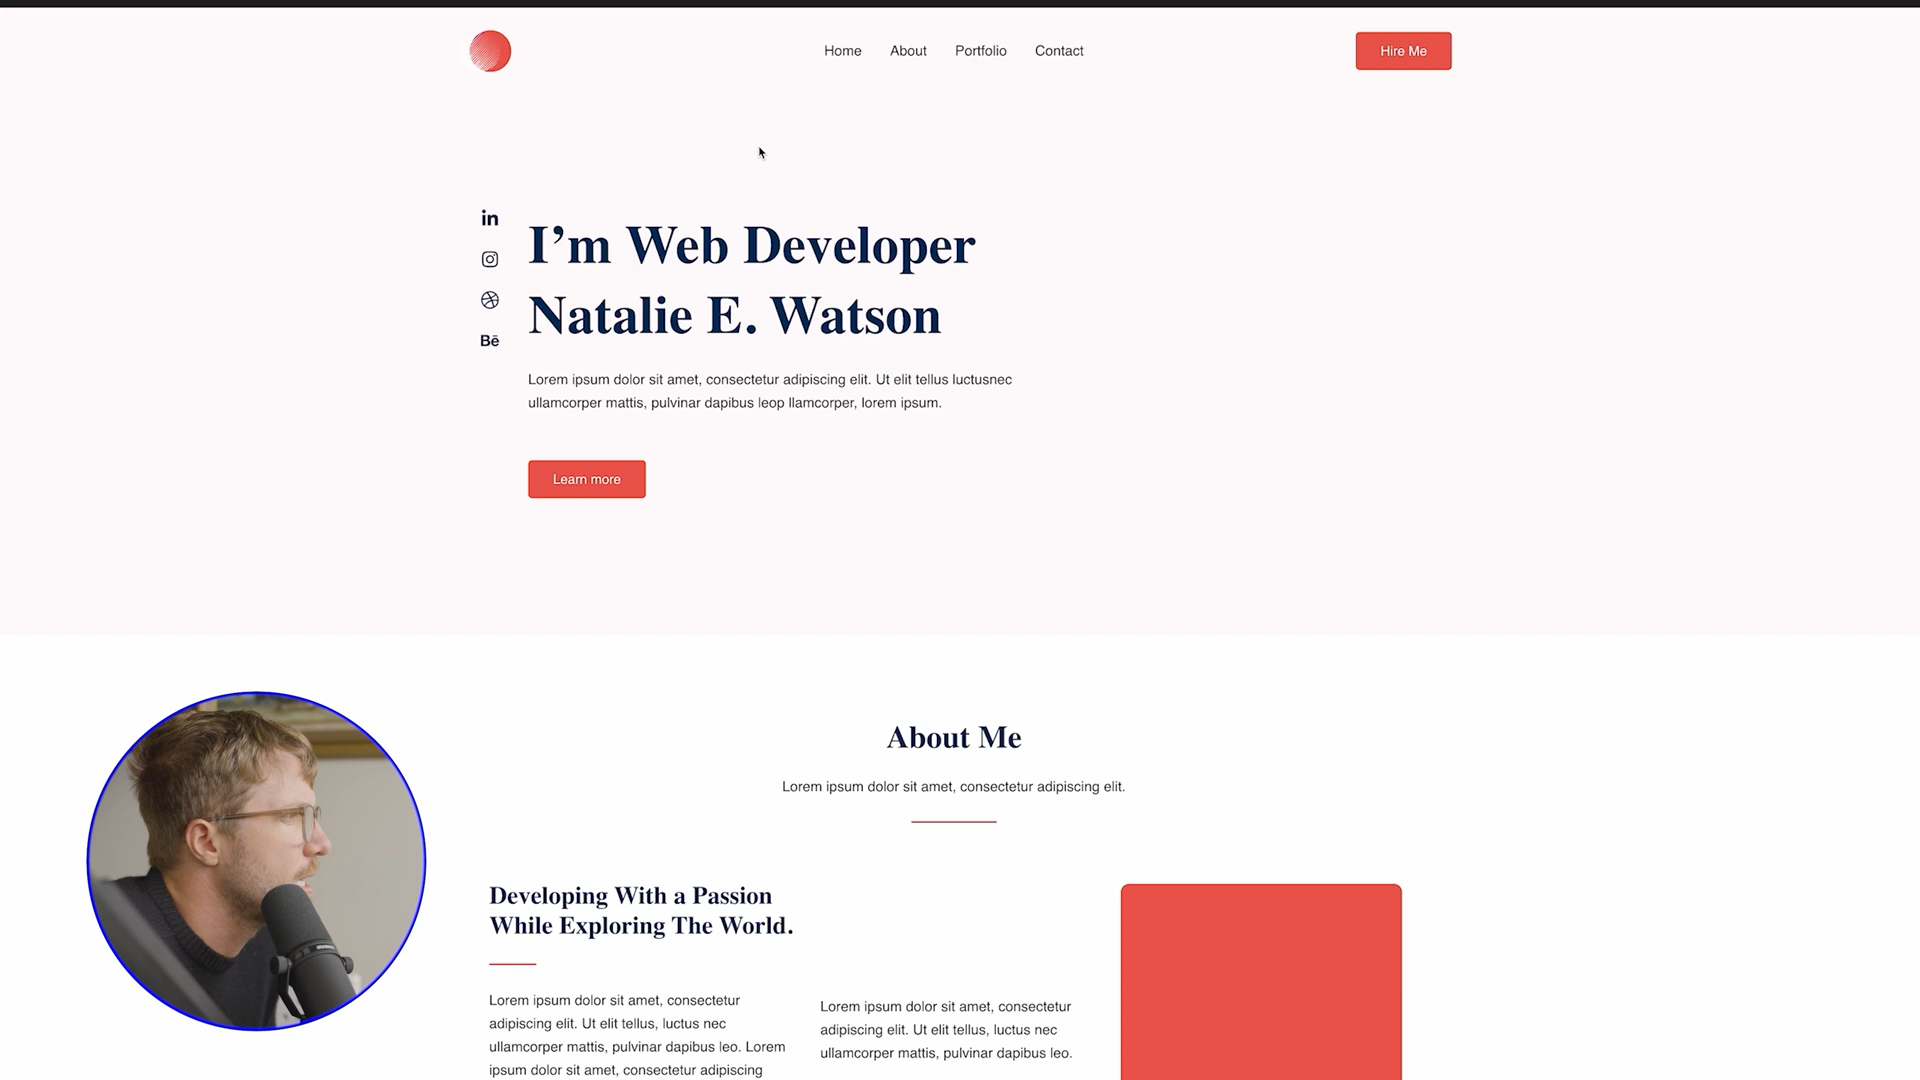 Home
About
Portfolio
Contact
Hire Me
in
I'm Web Developer
Natalie E. Watson
Bē
Lorem ipsum dolor sit amet, consectetur adipiscing elit. Ut elit tellus luctusnec
ullamcorper mattis, pulvinar dapibus leop llamcorper, lorem ipsum.
Learn more
About Me
Lorem ipsum dolor sit amet, consectetur adipiscing elit.
Developing With a Passion
While Exploring The World.
Lorem ipsum dolor sit amet, consectetur
adipiscing elit. Ut elit tellus, luctus nec
ullamcorper mattis, pulvinar dapibus leo. Lorem
ipsum dolor sit amet, consectetur adipiscing
Lorem ipsum dolor sit amet, consectetur
adipiscing elit. Ut elit tellus, luctus nec
ullamcorper mattis, pulvinar dapibus leo.